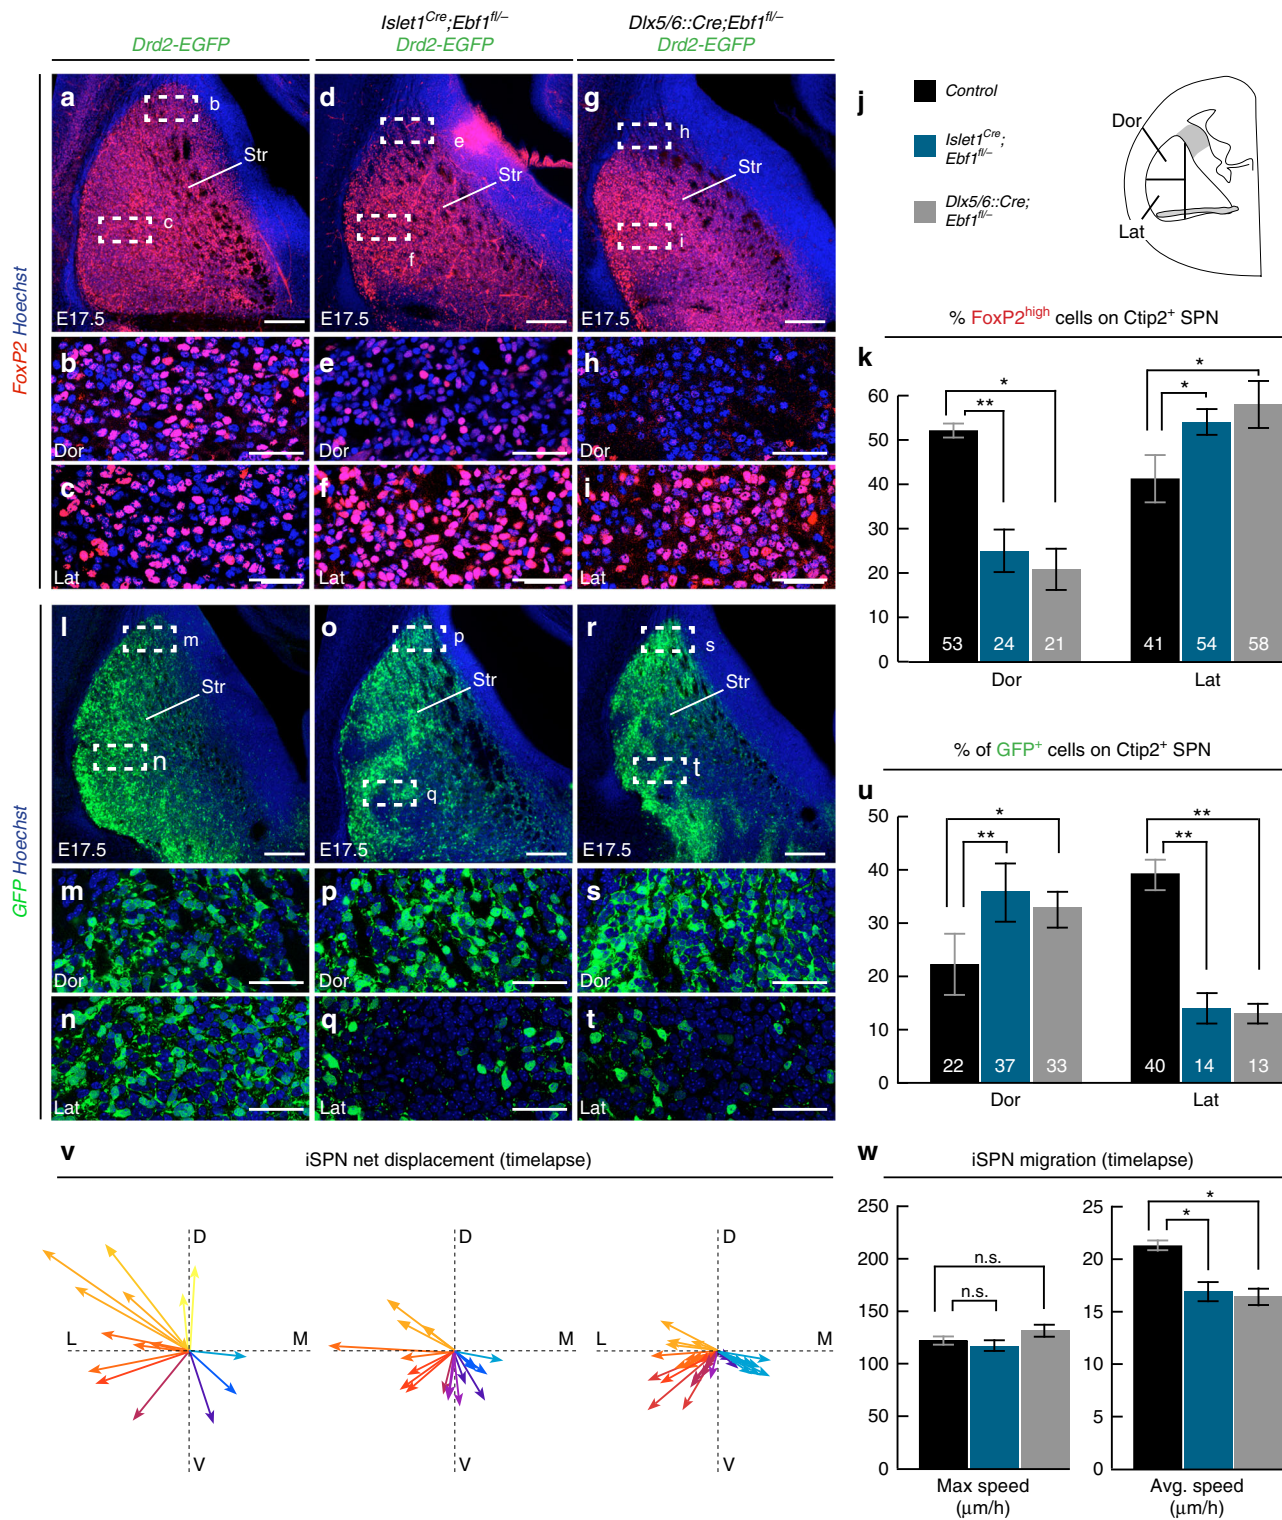 Drd2-EGFP
Islet1Cre;Ebf1fl/–
Drd2-EGFP
Dlx5/6::Cre;Ebf1fl/–
Drd2-EGFP
FoxP2 Hoechst
a
b
c
Str
E17.5
d
e
f
Str
E17.5
g
h
i
Str
E17.5
b
Dor
e
Dor
h
Dor
c
Lat
f
Lat
i
Lat
j
Control
Islet1Cre;
Ebf1fl/–
Dlx5/6::Cre;
Ebf1fl/–
Dor
Lat
% FoxP2high cells on Ctip2+ SPN
k
60
50
40
30
20
10
0
*
**
*
*
53
24
21
41
54
58
Dor
Lat
GFP Hoechst
l
m
n
Str
E17.5
o
p
q
Str
E17.5
r
s
t
Str
E17.5
m
Dor
p
Dor
s
Dor
n
Lat
q
Lat
t
Lat
% of GFP+ cells on Ctip2+ SPN
u
50
40
30
20
10
0
*
**
**
**
22
37
33
40
14
13
Dor
Lat
v
iSPN net displacement (timelapse)
D
L
M
V
D
V
D
L
M
V
w
iSPN migration (timelapse)
250
200
150
100
50
0
n.s.
n.s.
Max speed
(μm/h)
25
20
15
10
5
0
*
*
Avg. speed
(μm/h)